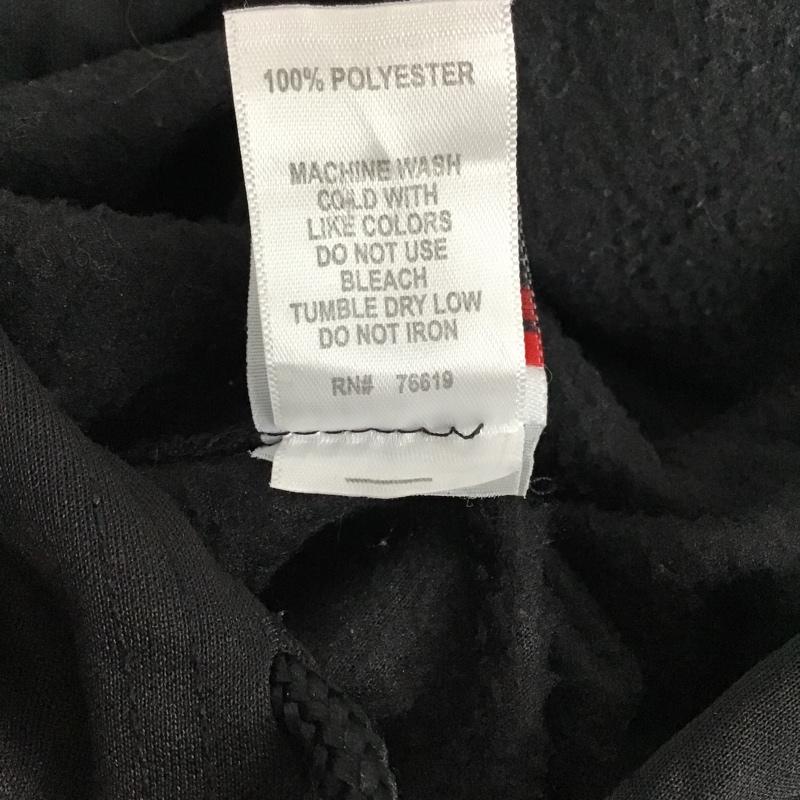 100% POLYESTER
MACHINE WASH
COLD WITH
LIKE COLORS
DO NOT USE
BLEACH
TUMBLE DRY LOW
DO NOT IRON
RN# 76619